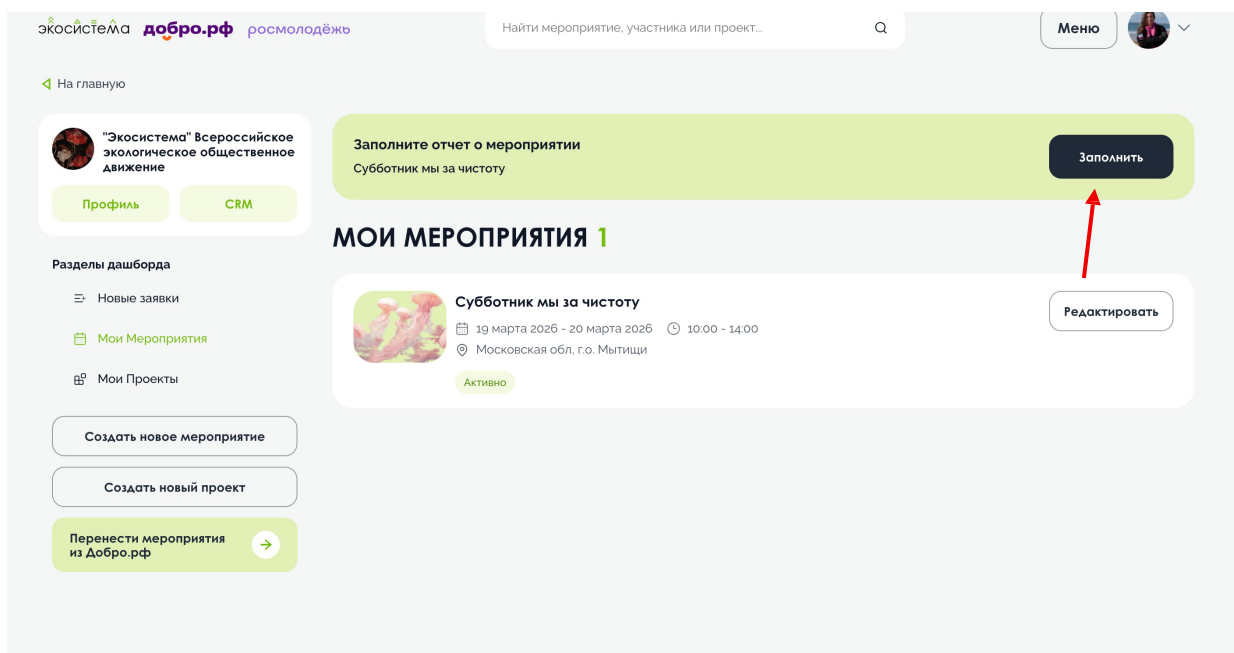 экосистема добро.рф росмолодёжь
Найти мероприятие, участника или проект...
Меню
На главную
"Экосистема" Всероссийское
экологическое общественное
движение
Профиль
CRM
Разделы дашборда
Новые заявки
Мои Мероприятия
Мои Проекты
Создать новое мероприятие
Создать новый проект
Перенести мероприятия
из Добро.рф
Заполните отчет о мероприятии
Субботник мы за чистоту
Заполнить
МОИ МЕРОПРИЯТИЯ 1
Субботник мы за чистоту
19 марта 2026 - 20 марта 2026 10:00 - 14:00
Московская обл, г.о. Мытищи
Активно
Редактировать